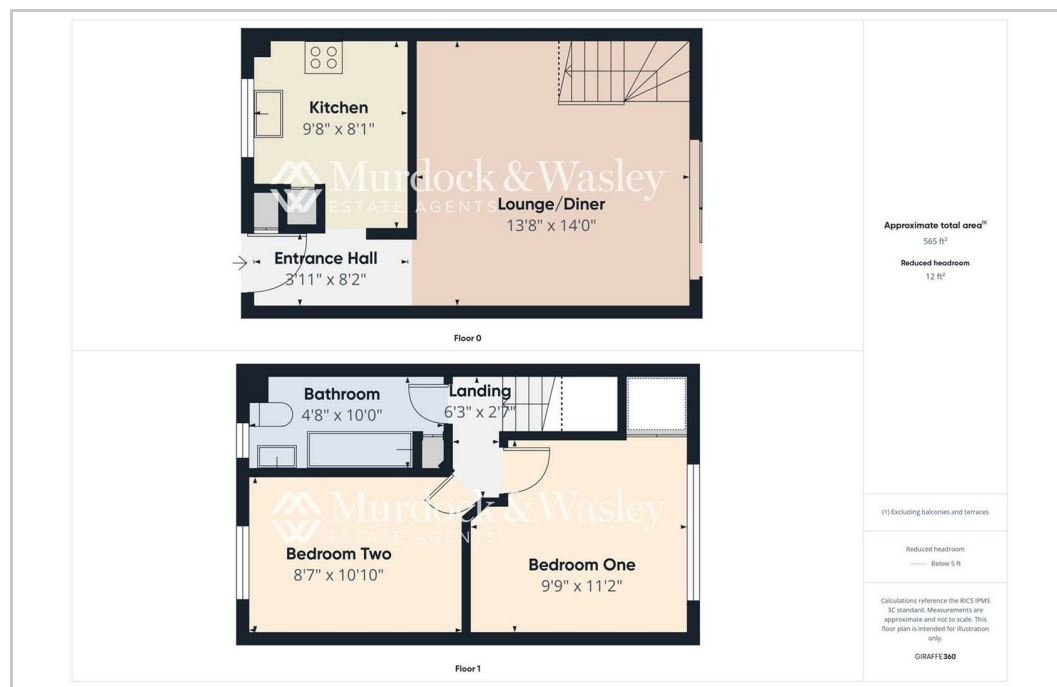 Kitchen
9'8" x 8'1"
Murdock & Wasley
ESTATE AGENTS
Lounge/Diner
13'8" x 14'0"
Entrance Hall
3'11" x 8'2"
Floor 0
Bathroom
4'8" x 10'0"
Landing
6'3" x 2'7"
Murdock & Wasley
ESTATE AGENTS
Bedroom Two
8'7" x 10'10"
Bedroom One
9'9" x 11'2"
Floor 1
Approximate total area(1)
565 ft²
Reduced headroom
12 ft²
(1) Excluding balconies and terraces
Reduced headroom
Below 5 ft
Calculations reference the RICS IPMS
3C standard. Measurements are
approximate and not to scale. This
floor plan is intended for illustration
only.
GIRAFFE360